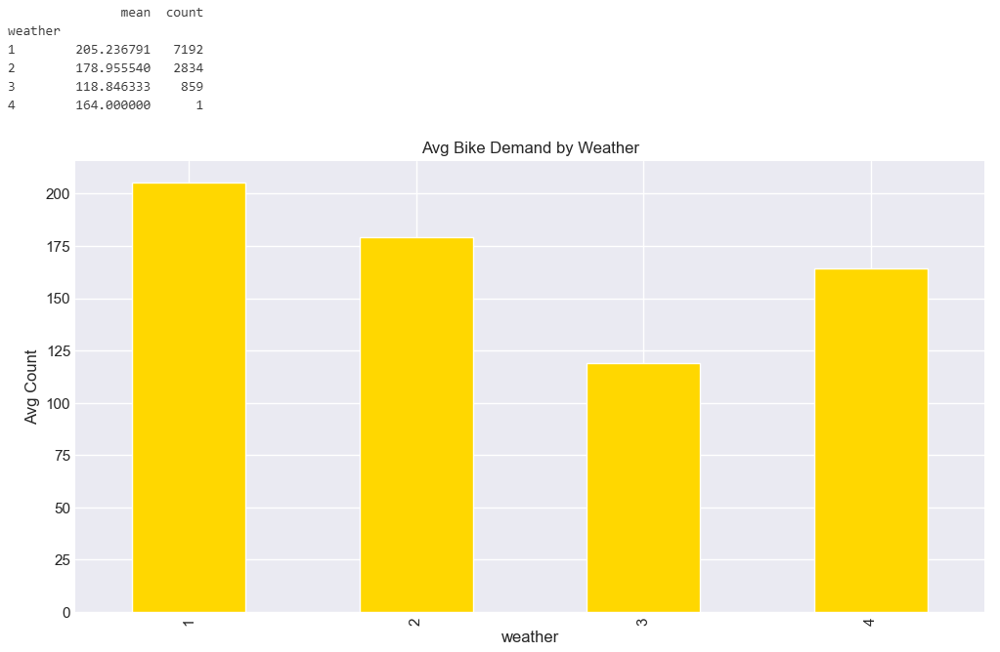 mean count
weather
1 205.236791 7192
2 178.955540 2834
3 118.846333 859
4 164.000000 1
Avg Bike Demand by Weather
Avg Count
200
175
150
125
100
75
50
25
0
1 2 3 4
weather